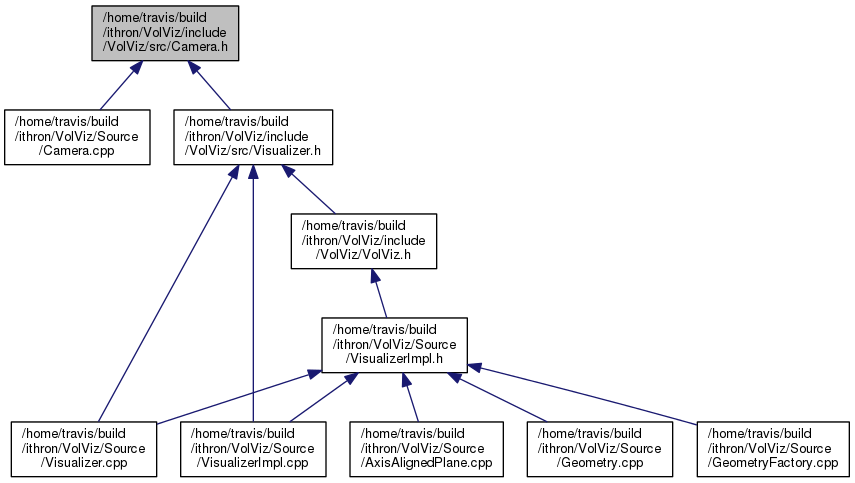 /home/travis/build
/ithron/VolViz/include
/VolViz/src/Camera.h
/home/travis/build
/ithron/VolViz/Source
/Camera.cpp
/home/travis/build
/ithron/VolViz/include
/VolViz/src/Visualizer.h
/home/travis/build
/ithron/VolViz/include
/VolViz/VolViz.h
/home/travis/build
/ithron/VolViz/Source
/VisualizerImpl.h
/home/travis/build
/ithron/VolViz/Source
/Visualizer.cpp
/home/travis/build
/ithron/VolViz/Source
/VisualizerImpl.cpp
/home/travis/build
/ithron/VolViz/Source
/AxisAlignedPlane.cpp
/home/travis/build
/ithron/VolViz/Source
/Geometry.cpp
/home/travis/build
/ithron/VolViz/Source
/GeometryFactory.cpp